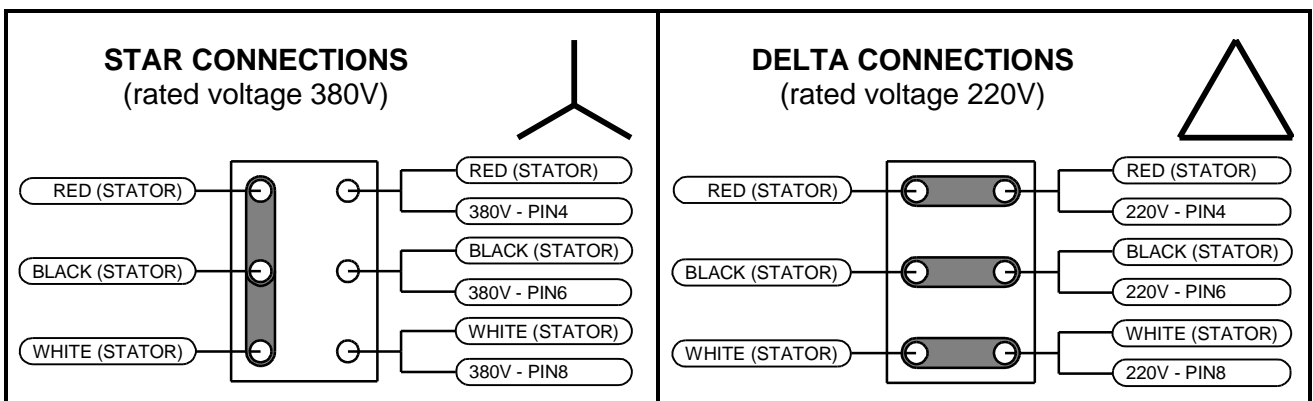 STAR CONNECTIONS
(rated voltage 380V)
RED (STATOR)
RED (STATOR)
380V - PIN4
BLACK (STATOR)
BLACK (STATOR)
380V - PIN6
WHITE (STATOR)
WHITE (STATOR)
380V - PIN8
DELTA CONNECTIONS
(rated voltage 220V)
RED (STATOR)
RED (STATOR)
220V - PIN4
BLACK (STATOR)
BLACK (STATOR)
220V - PIN6
WHITE (STATOR)
WHITE (STATOR)
220V - PIN8